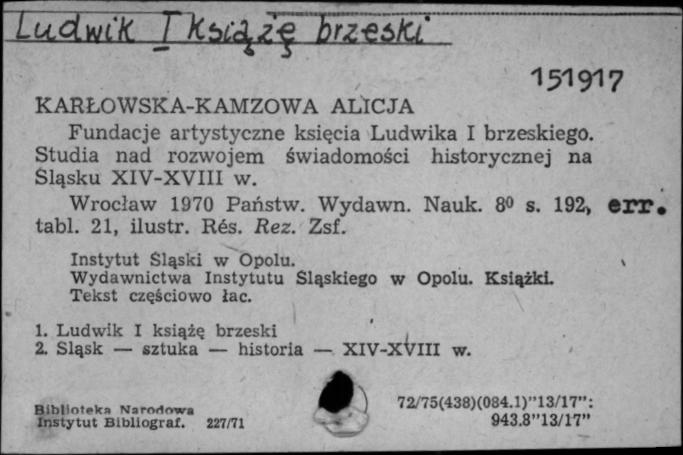 Ludwik I książę brzeski
151917
KARŁOWSKA-KAMZOWA ALICJA
Fundacje artystyczne księcia Ludwika I brzeskiego.
Studia nad rozwojem świadomości historycznej na
Śląsku XIV-XVIII w.
Wrocław 1970 Państw. Wydawn. Nauk. 8⁰ s. 192, err.
tabl. 21, ilustr. Rés. Rez. Zsf.
Instytut Śląski w Opolu.
Wydawnictwa Instytutu Śląskiego w Opolu. Książki.
Tekst częściowo łac.
1. Ludwik I książę brzeski
2. Śląsk — sztuka — historia — XIV-XVIII w.
Biblioteka Narodowa
Instytut Bibliograf. 227/71
72/75(438)(084.1)"13/17":
943.8"13/17"